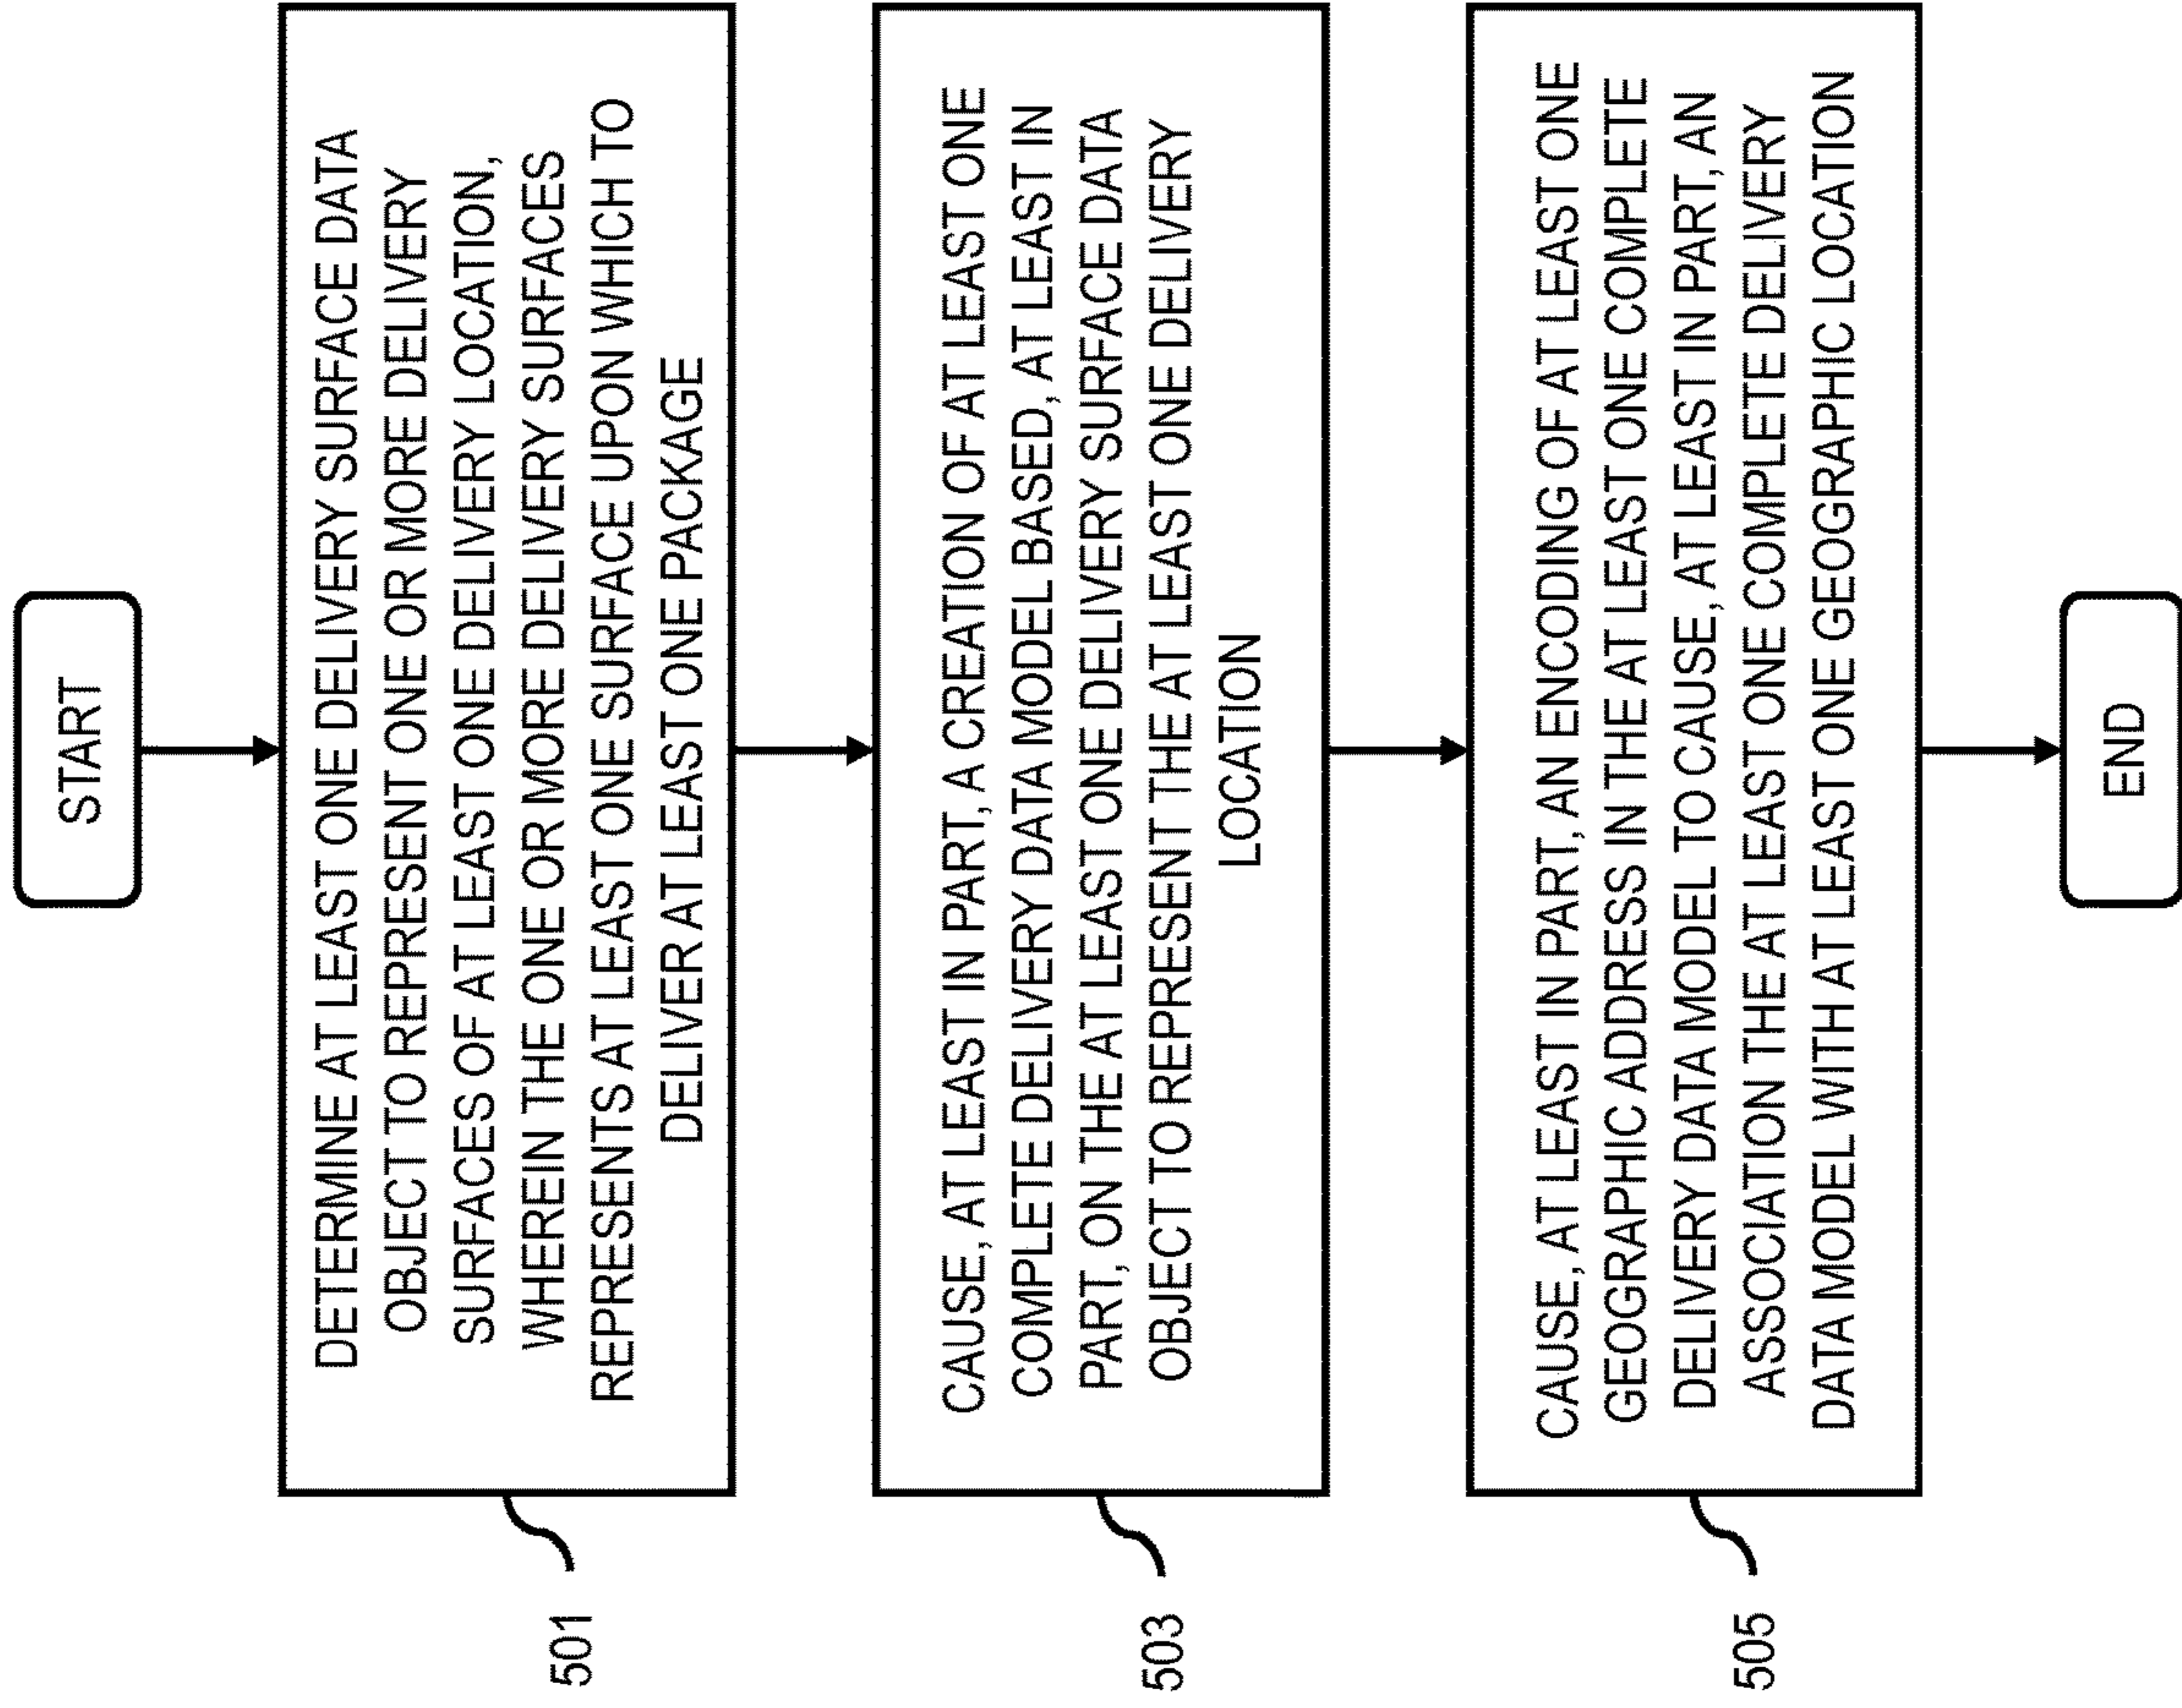 START
DETERMINE AT LEAST ONE DELIVERY SURFACE DATA
OBJECT TO REPRESENT ONE OR MORE DELIVERY
SURFACES OF AT LEAST ONE DELIVERY LOCATION,
WHEREIN THE ONE OR MORE DELIVERY SURFACES
REPRESENTS AT LEAST ONE SURFACE UPON WHICH TO
DELIVER AT LEAST ONE PACKAGE
501
CAUSE, AT LEAST IN PART, A CREATION OF AT LEAST ONE
COMPLETE DELIVERY DATA MODEL BASED, AT LEAST IN
PART, ON THE AT LEAST ONE DELIVERY SURFACE DATA
OBJECT TO REPRESENT THE AT LEAST ONE DELIVERY
LOCATION
503
CAUSE, AT LEAST IN PART, AN ENCODING OF AT LEAST ONE
GEOGRAPHIC ADDRESS IN THE AT LEAST ONE COMPLETE
DELIVERY DATA MODEL TO CAUSE, AT LEAST IN PART, AN
ASSOCIATION THE AT LEAST ONE COMPLETE DELIVERY
DATA MODEL WITH AT LEAST ONE GEOGRAPHIC LOCATION
505
END